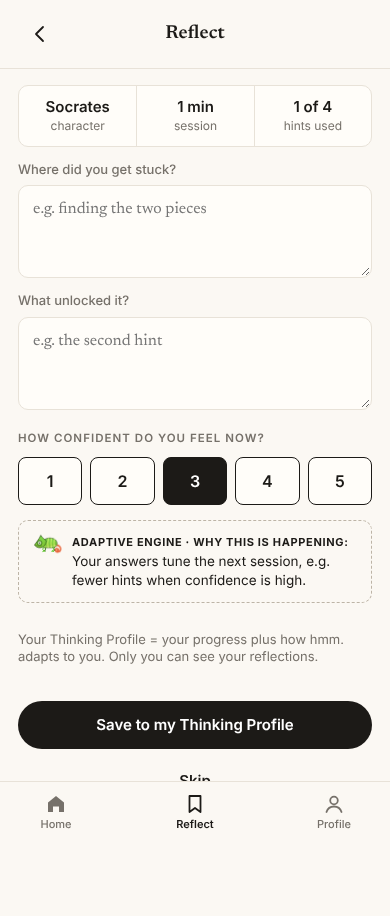 Reflect
Socrates
character
1 min
session
1 of 4
hints used
Where did you get stuck?
e.g. finding the two pieces
What unlocked it?
e.g. the second hint
HOW CONFIDENT DO YOU FEEL NOW?
1 2 3 4 5
ADAPTIVE ENGINE · WHY THIS IS HAPPENING:
Your answers tune the next session, e.g.
fewer hints when confidence is high.
Your Thinking Profile = your progress plus how hmm.
adapts to you. Only you can see your reflections.
Save to my Thinking Profile
Skip
Home
Reflect
Profile